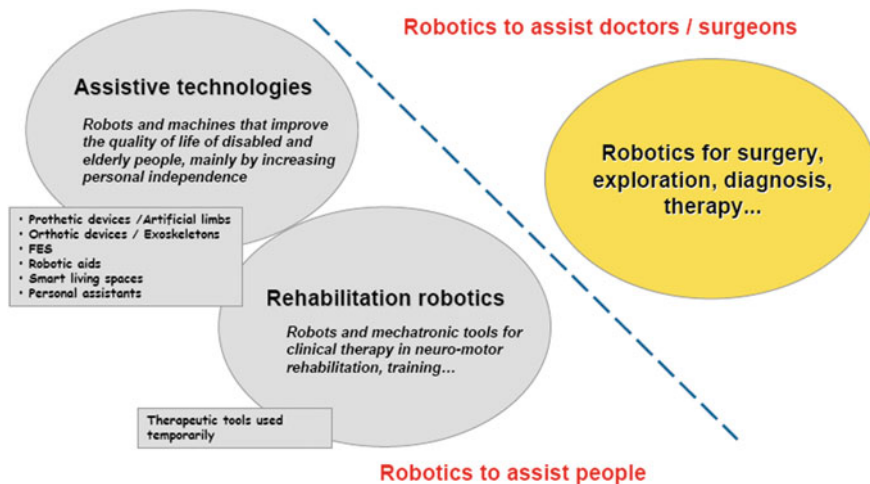 Robotics to assist doctors / surgeons
Assistive technologies
Robots and machines that improve
the quality of life of disabled and
elderly people, mainly by increasing
personal independence
Robotics for surgery,
exploration, diagnosis,
therapy...
• Prothetic devices /Artificial limbs
• Orthotic devices / Exoskeletons
• FES
• Robotic aids
• Smart living spaces
• Personal assistants
Rehabilitation robotics
Robots and mechatronic tools for
clinical therapy in neuro-motor
rehabilitation, training…
Therapeutic tools used
temporarily
Robotics to assist people